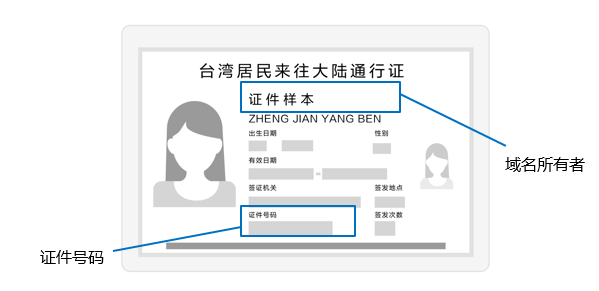 台湾居民来往大陆通行证
证件样本
ZHENG JIAN YANG BEN
出生日期 性别
有效日期
签证机关 签发地点
证件号码 签发次数
域名所有者
证件号码